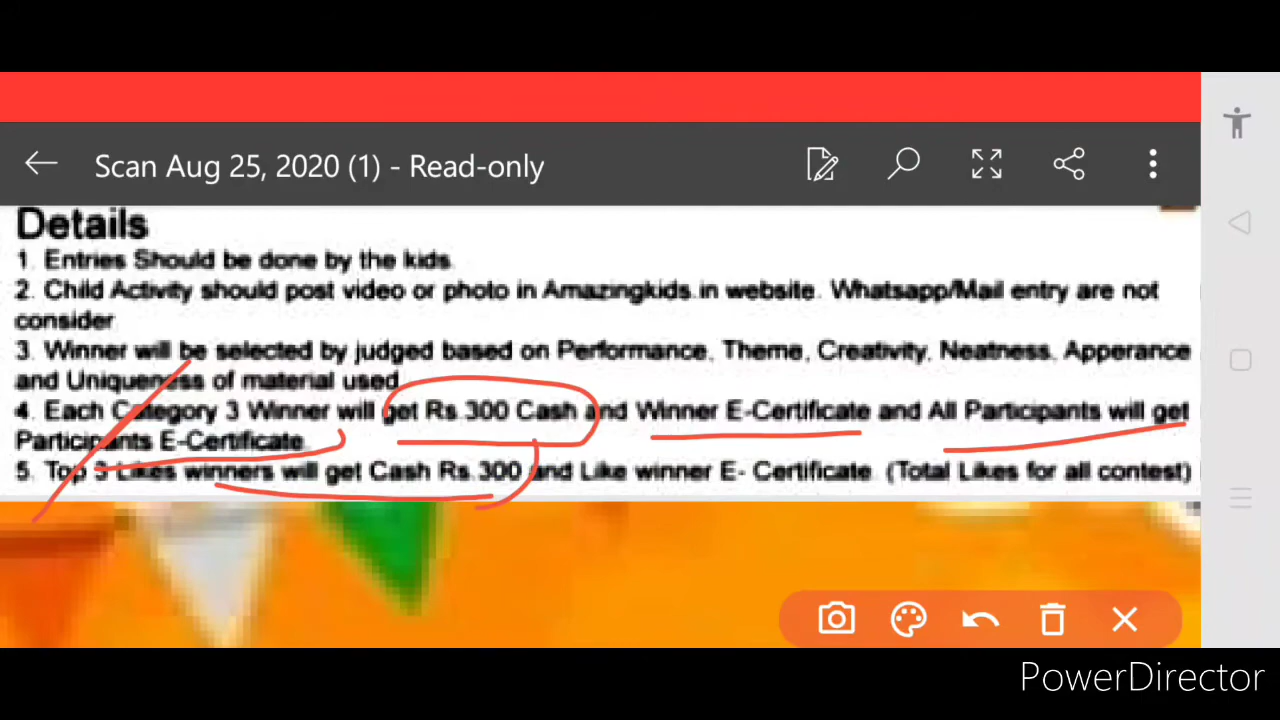 Scan Aug 25, 2020 (1) - Read-only
Details
1. Entries Should be done by the kids.
2. Child Activity should post video or photo in Amazingkids.in website. Whatsapp/Mail entry are not
consider
3. Winner will be selected by judged based on Performance, Theme, Creativity, Neatness, Apperance
and Uniqueness of material used
4. Each Category 3 Winner will get Rs.300 Cash and Winner E-Certificate and All Participants will get
Participants E-Certificate.
5. Top 3 Likes winners will get Cash Rs.300 and Like winner E- Certificate. (Total Likes for all contest)
PowerDirector